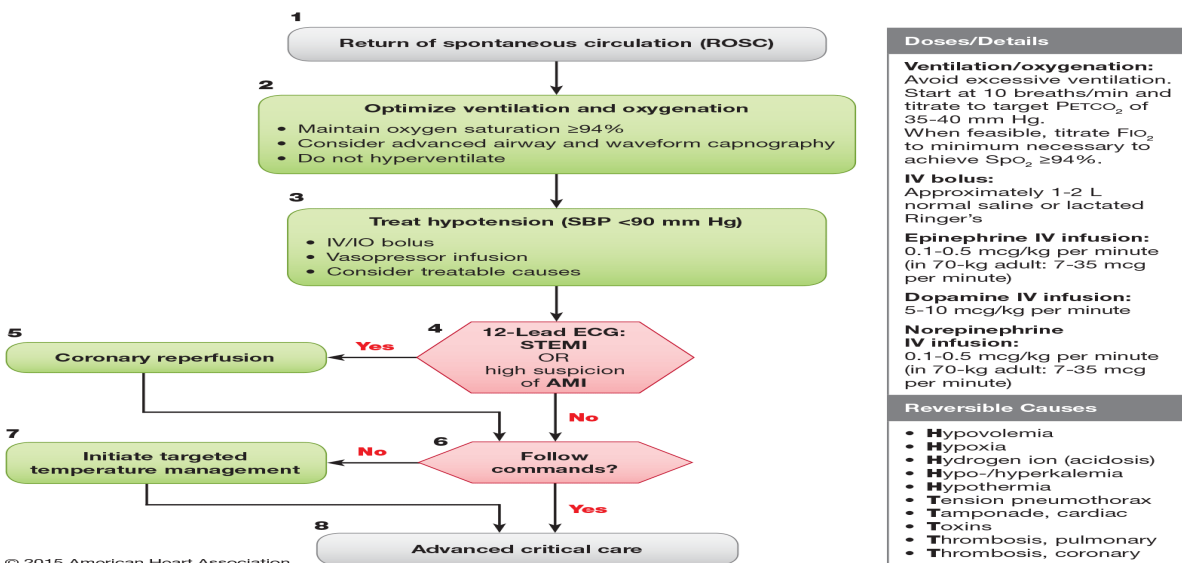 1
Return of spontaneous circulation (ROSC)
2
Optimize ventilation and oxygenation
• Maintain oxygen saturation ≥94%
• Consider advanced airway and waveform capnography
• Do not hyperventilate
3
Treat hypotension (SBP <90 mm Hg)
• IV/IO bolus
• Vasopressor infusion
• Consider treatable causes
4
12-Lead ECG:
STEMI
OR
high suspicion
of AMI
Yes
5
Coronary reperfusion
No
6
Follow
commands?
No
7
Initiate targeted
temperature management
Yes
8
Advanced critical care
© 2015 American Heart Association
Doses/Details
Ventilation/oxygenation:
Avoid excessive ventilation.
Start at 10 breaths/min and
titrate to target PETCO₂ of
35-40 mm Hg.
When feasible, titrate FIO₂
to minimum necessary to
achieve SpO₂ ≥94%.
IV bolus:
Approximately 1-2 L
normal saline or lactated
Ringer's
Epinephrine IV infusion:
0.1-0.5 mcg/kg per minute
(in 70-kg adult: 7-35 mcg
per minute)
Dopamine IV infusion:
5-10 mcg/kg per minute
Norepinephrine
IV infusion:
0.1-0.5 mcg/kg per minute
(in 70-kg adult: 7-35 mcg
per minute)
Reversible Causes
• Hypovolemia
• Hypoxia
• Hydrogen ion (acidosis)
• Hypo-/hyperkalemia
• Hypothermia
• Tension pneumothorax
• Tamponade, cardiac
• Toxins
• Thrombosis, pulmonary
• Thrombosis, coronary